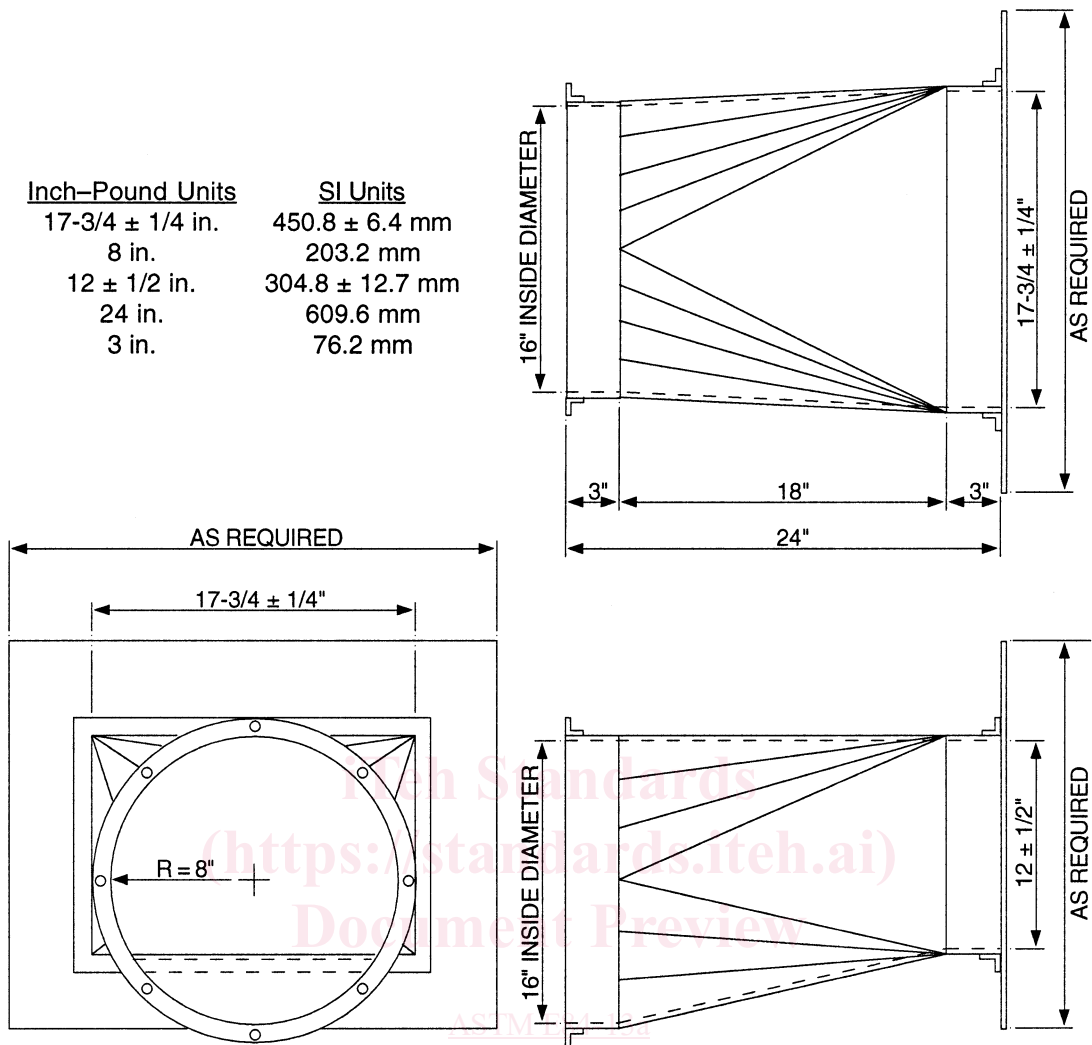 Inch–Pound Units SI Units
17-3/4 ± 1/4 in. 450.8 ± 6.4 mm
8 in. 203.2 mm
12 ± 1/2 in. 304.8 ± 12.7 mm
24 in. 609.6 mm
3 in. 76.2 mm
16" INSIDE DIAMETER
17-3/4 ± 1/4"
AS REQUIRED
3" 18" 3"
24"
AS REQUIRED
17-3/4 ± 1/4"
R = 8"
16" INSIDE DIAMETER
12 ± 1/2"
AS REQUIRED
iTeh Standards
(https://standards.iteh.ai)
Document Preview